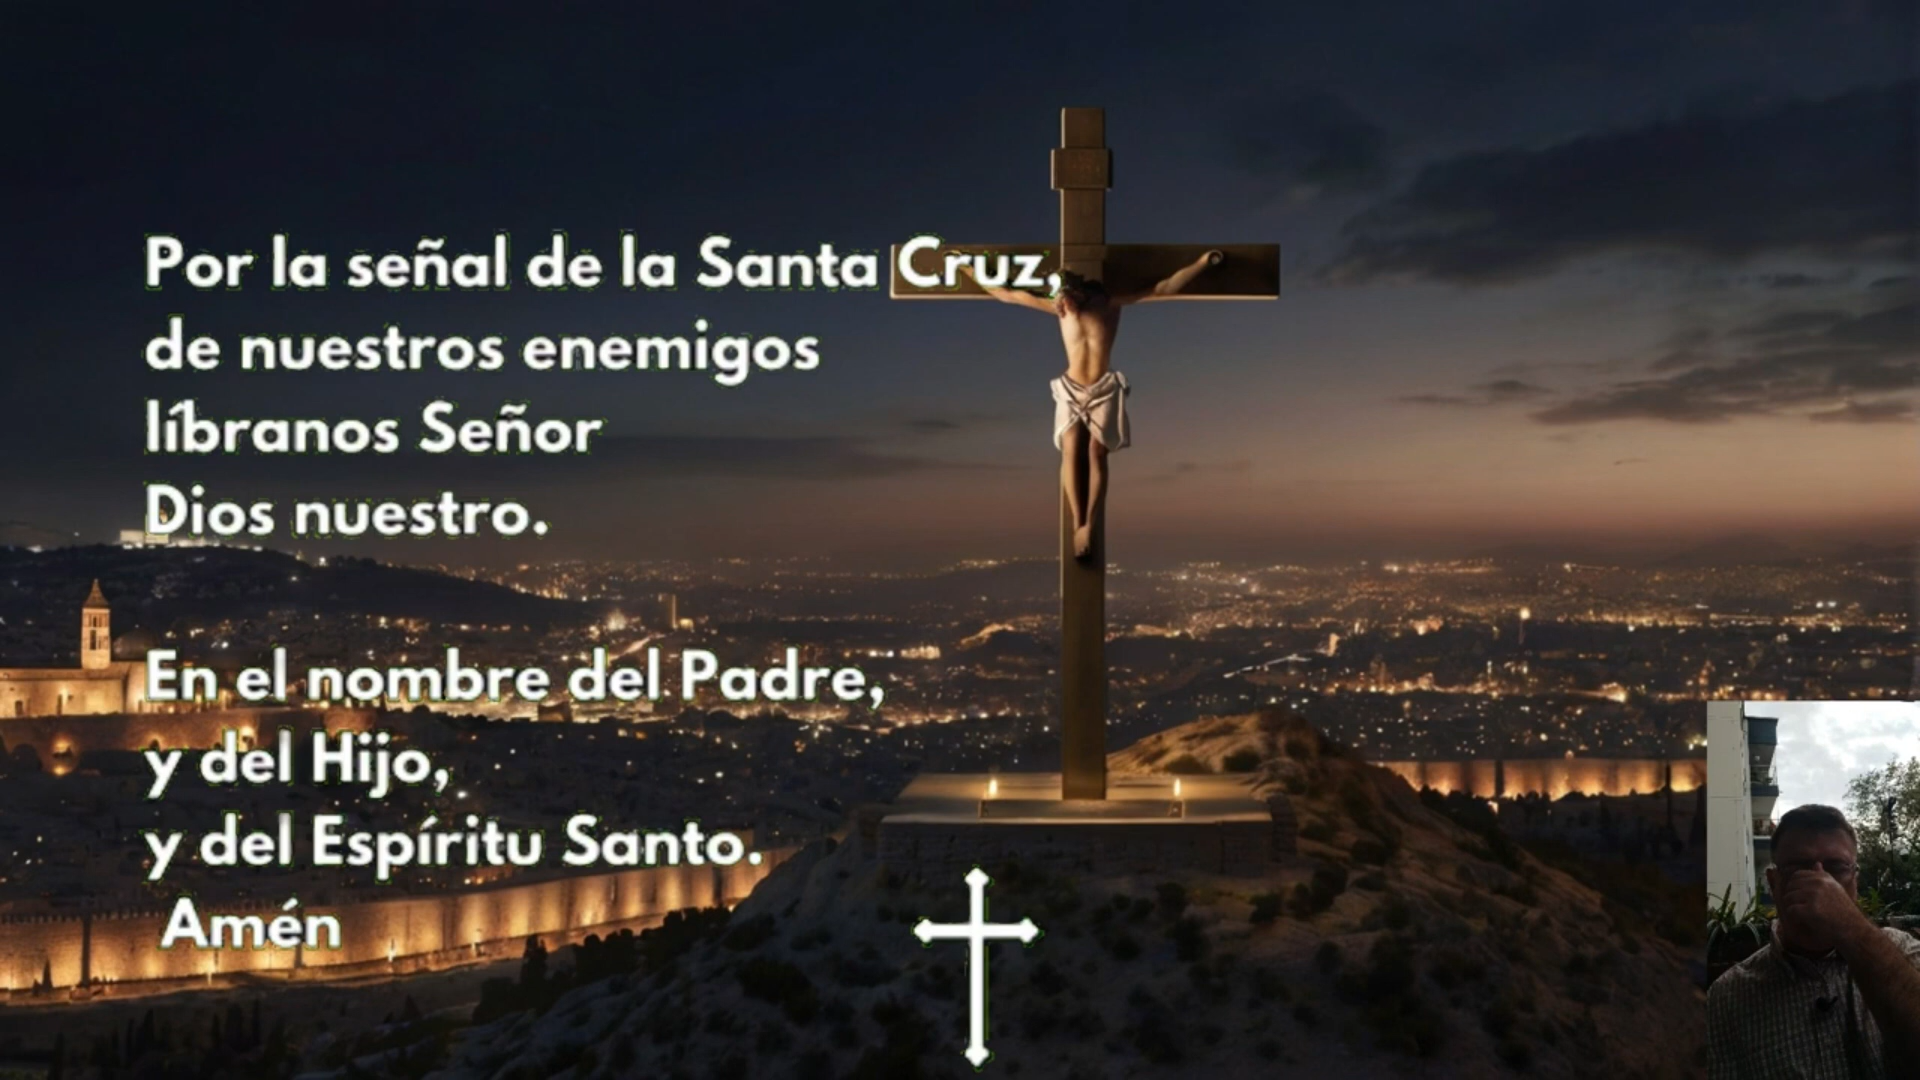 Por la señal de la Santa Cruz,
de nuestros enemigos
líbranos Señor
Dios nuestro.
En el nombre del Padre,
y del Hijo,
y del Espíritu Santo.
Amén